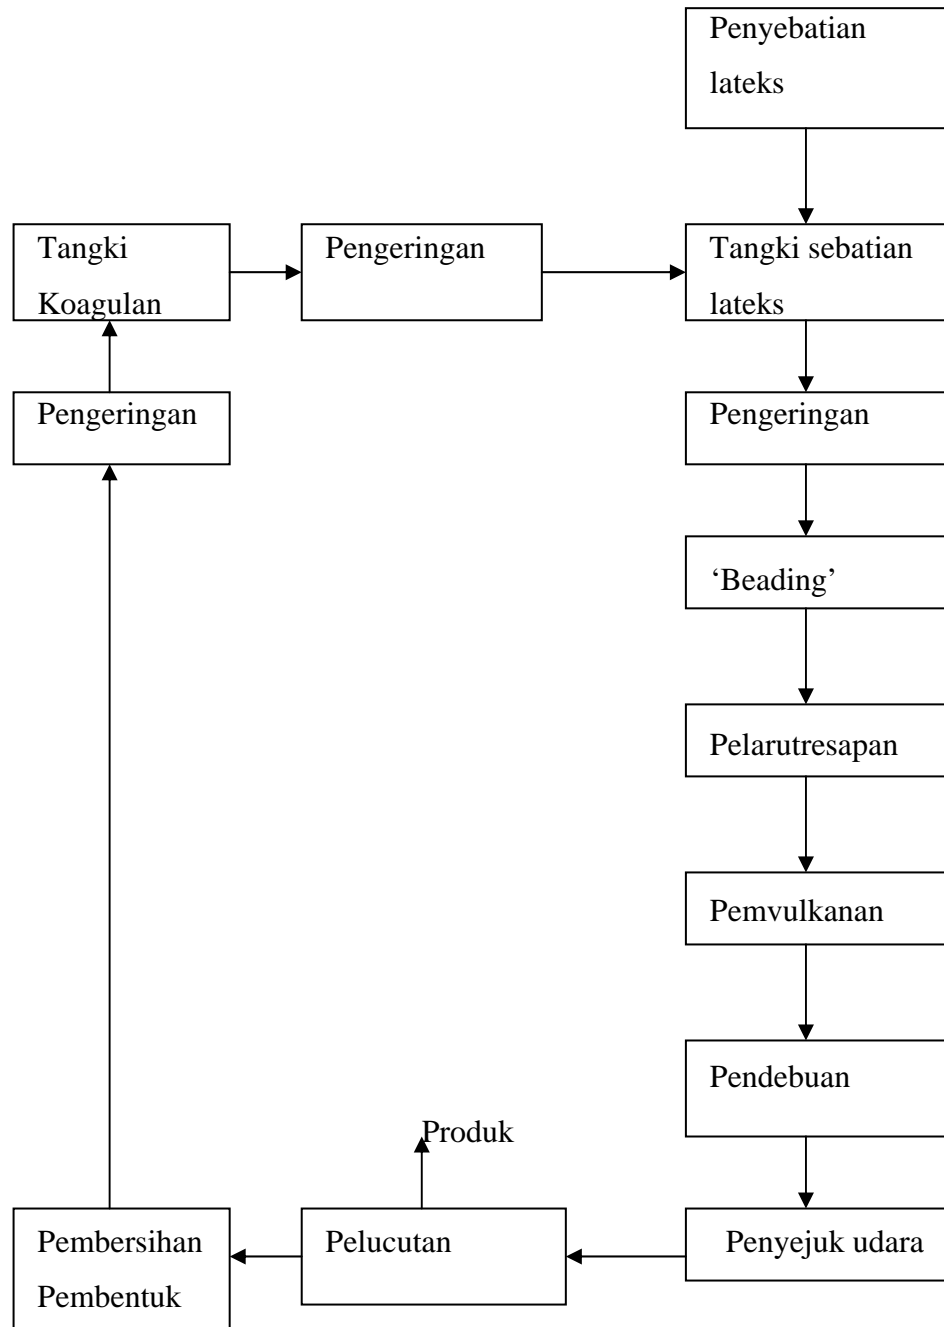 Penyebatian
lateks
Tangki
Koagulan
Pengeringan
Tangki sebatian
lateks
Pengeringan
Pengeringan
‘Beading’
Pelarutresapan
Pemvulkanan
Pendebuan
Produk
Pembersihan
Pembentuk
Pelucutan
Penyejuk udara